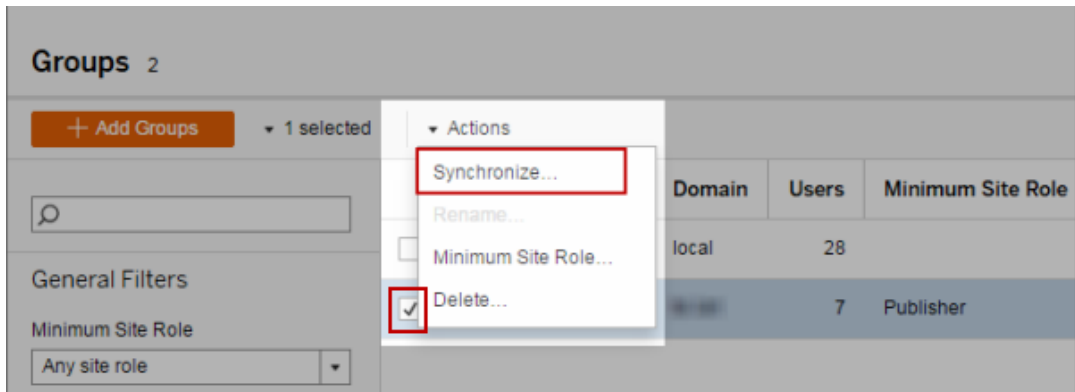 Groups 2
+ Add Groups
1 selected
Actions
Synchronize...
Rename...
Minimum Site Role...
Delete...
Domain Users Minimum Site Role
local 28
7 Publisher
General Filters
Minimum Site Role
Any site role